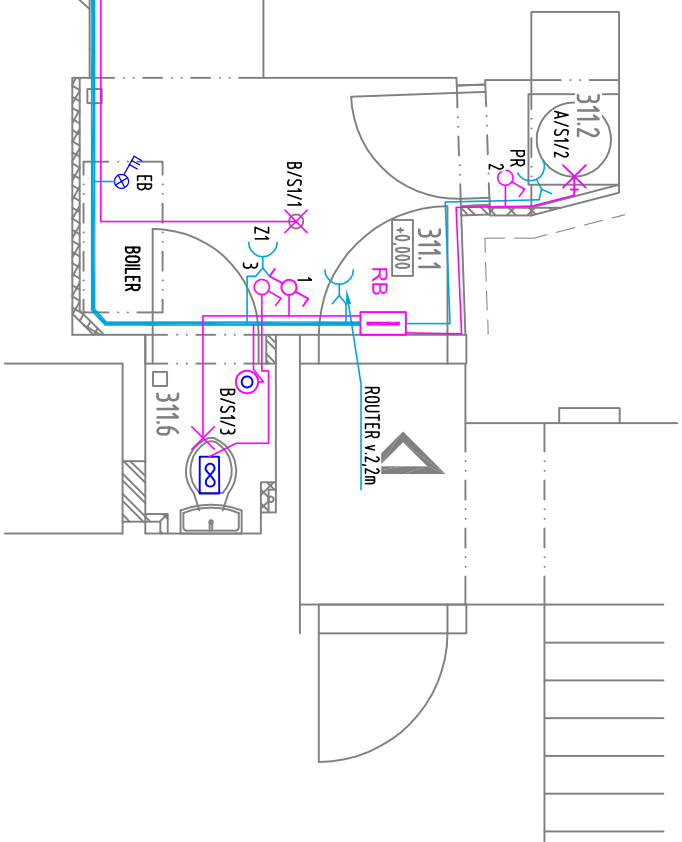 311.2
A/S1/2
PR
2
EB
B/S1/1
Z1
3
1
311.1
+0,000
RB
BOILER
ROUTER v.2,2m
B/S1/3
311.6